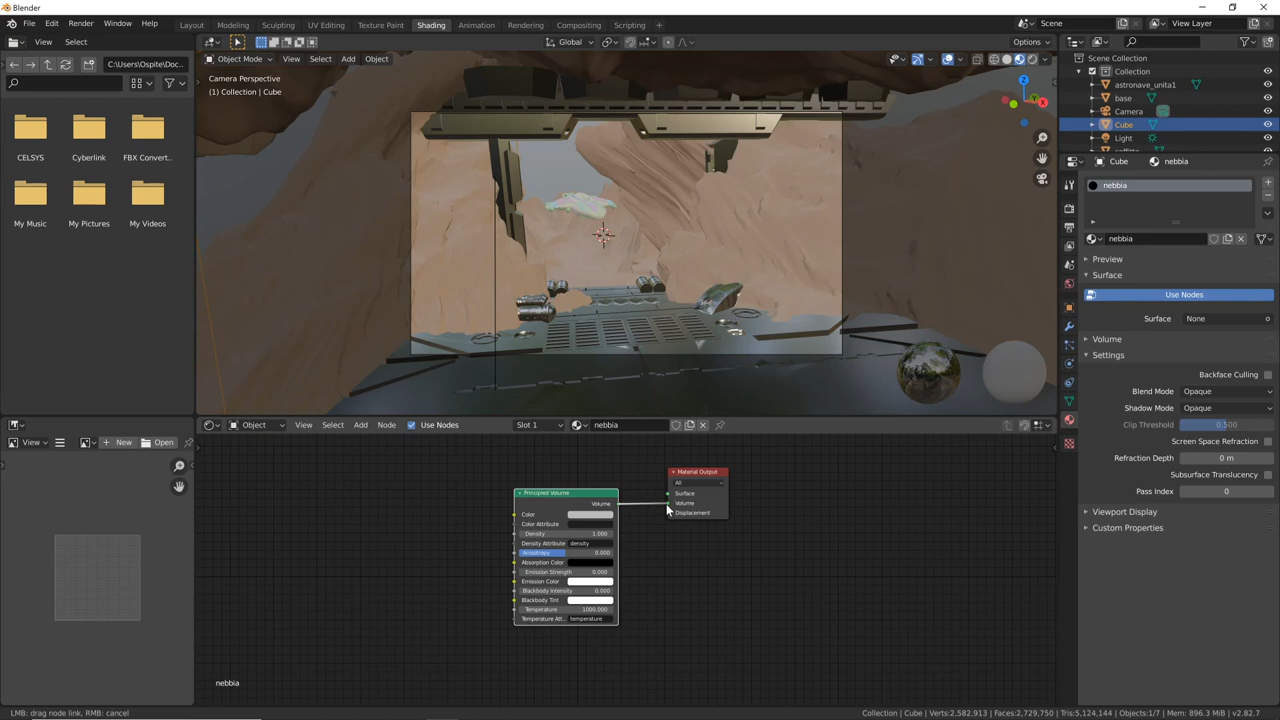 Blender
File Edit Render Window Help
Layout Modeling Sculpting UV Editing Texture Paint Shading Animation Rendering Compositing Scripting +
Scene
View Layer
View Select
Global
Options
C:\Users\Ospite\Doc..
Object Mode View Select Add Object
CELSYS Cyberlink FBX Convert..
My Music My Pictures My Videos
Camera Perspective
(1) Collection | Cube
Z
X
Scene Collection
Collection
astronave_unita1
base
Camera
Cube
Light
Cube nebbia
nebbia
nebbia
Preview
Surface
Use Nodes
Surface None
Volume
Settings
Backface Culling
Blend Mode Opaque
Shadow Mode Opaque
Clip Threshold 0.500
Screen Space Refraction
Refraction Depth 0 m
Subsurface Translucency
Pass Index 0
Viewport Display
Custom Properties
View + New Open
Object View Select Add Node Use Nodes Slot 1 nebbia
Principled Volume
Volume
Color
Color Attribute
Density 1.000
Density Attribute density
Anisotropy 0.000
Absorption Color
Emission Strength 0.000
Emission Color
Blackbody Intensity 0.000
Blackbody Tint
Temperature 1000.000
Temperature Att.. temperature
Material Output
All
Surface
Volume
Displacement
nebbia
LMB: drag node link, RMB: cancel
Collection | Cube | Verts:2,582,913 | Faces:2,729,750 | Tris:5,124,144 | Objects:1/7 | Mem: 896.3 MiB | v2.82.7